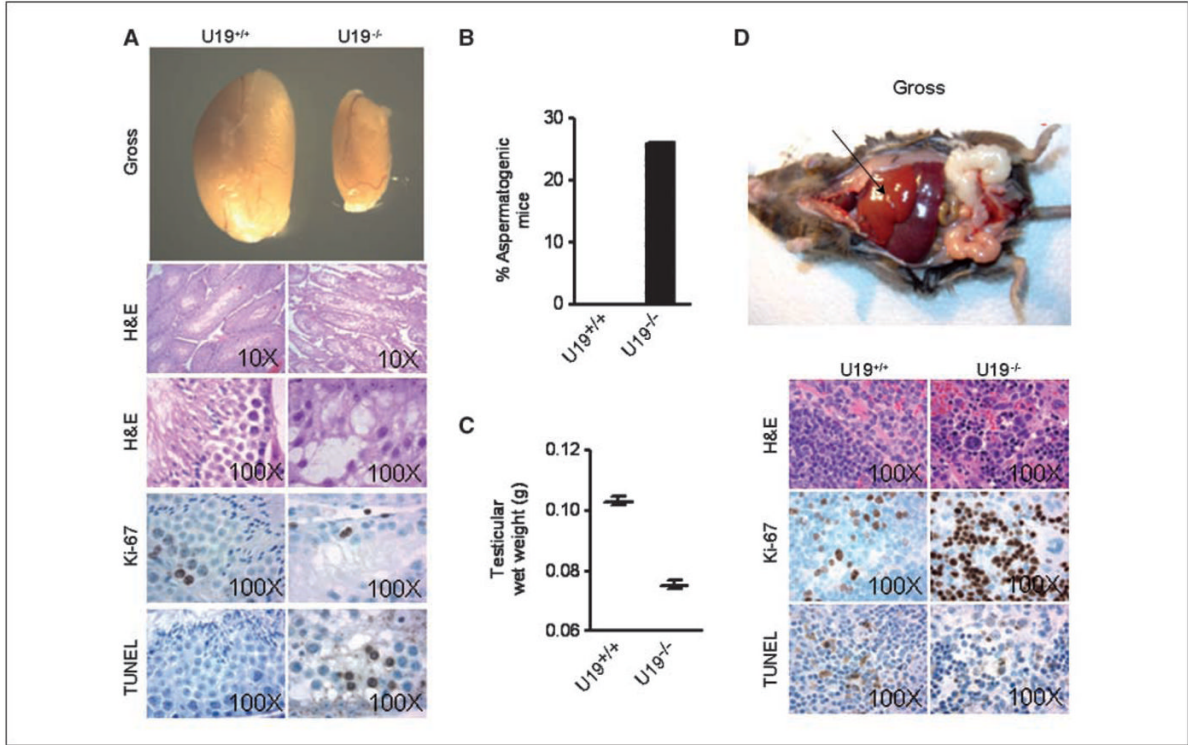 A
U19+/+ U19-/-
Gross
H&E
10X 10X
H&E
100X 100X
Ki-67
100X 100X
TUNEL
100X 100X
B
30
20
10
0
% Aspermatogenic
mice
U19+/+ U19-/-
C
0.12
0.10
0.08
0.06
Testicular
wet weight (g)
U19+/+ U19-/-
D
Gross
U19+/+ U19-/-
H&E
100X 100X
Ki-67
100X 100X
TUNEL
100X 100X